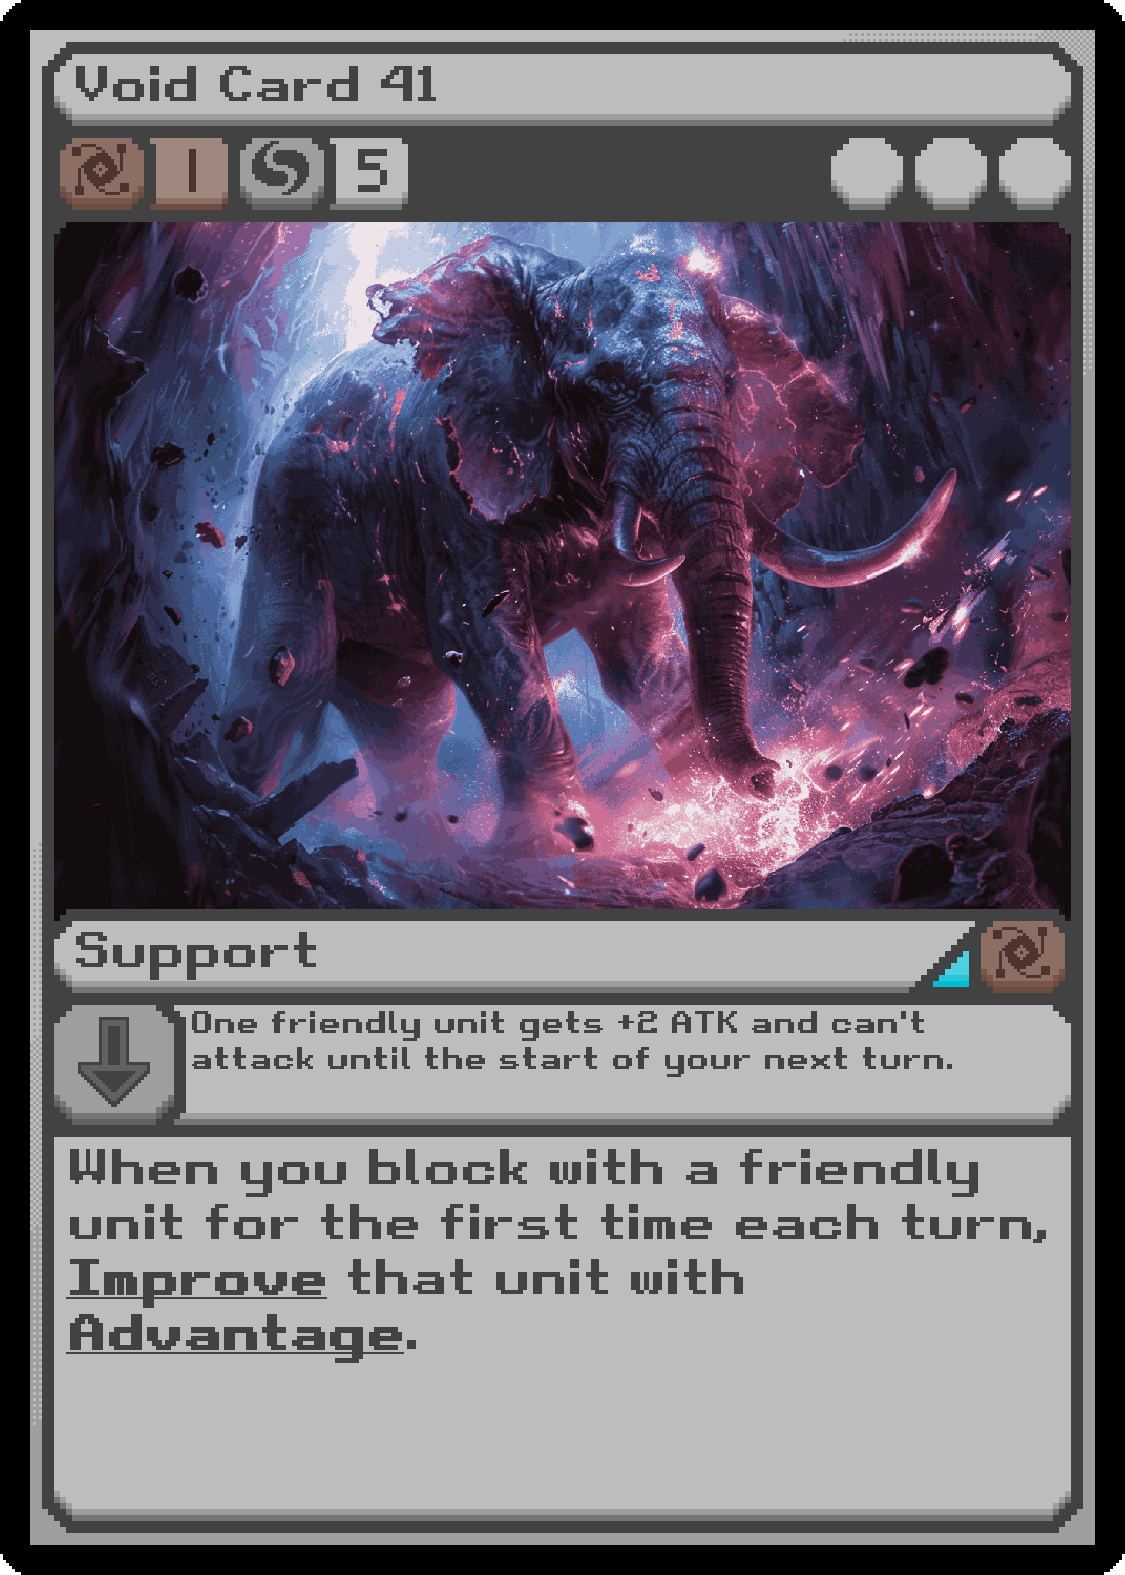 Void Card 41
1 5
Support
One friendly unit gets +2 ATK and can't
attack until the start of your next turn.
When you block with a friendly
unit for the first time each turn,
Improve that unit with
Advantage.